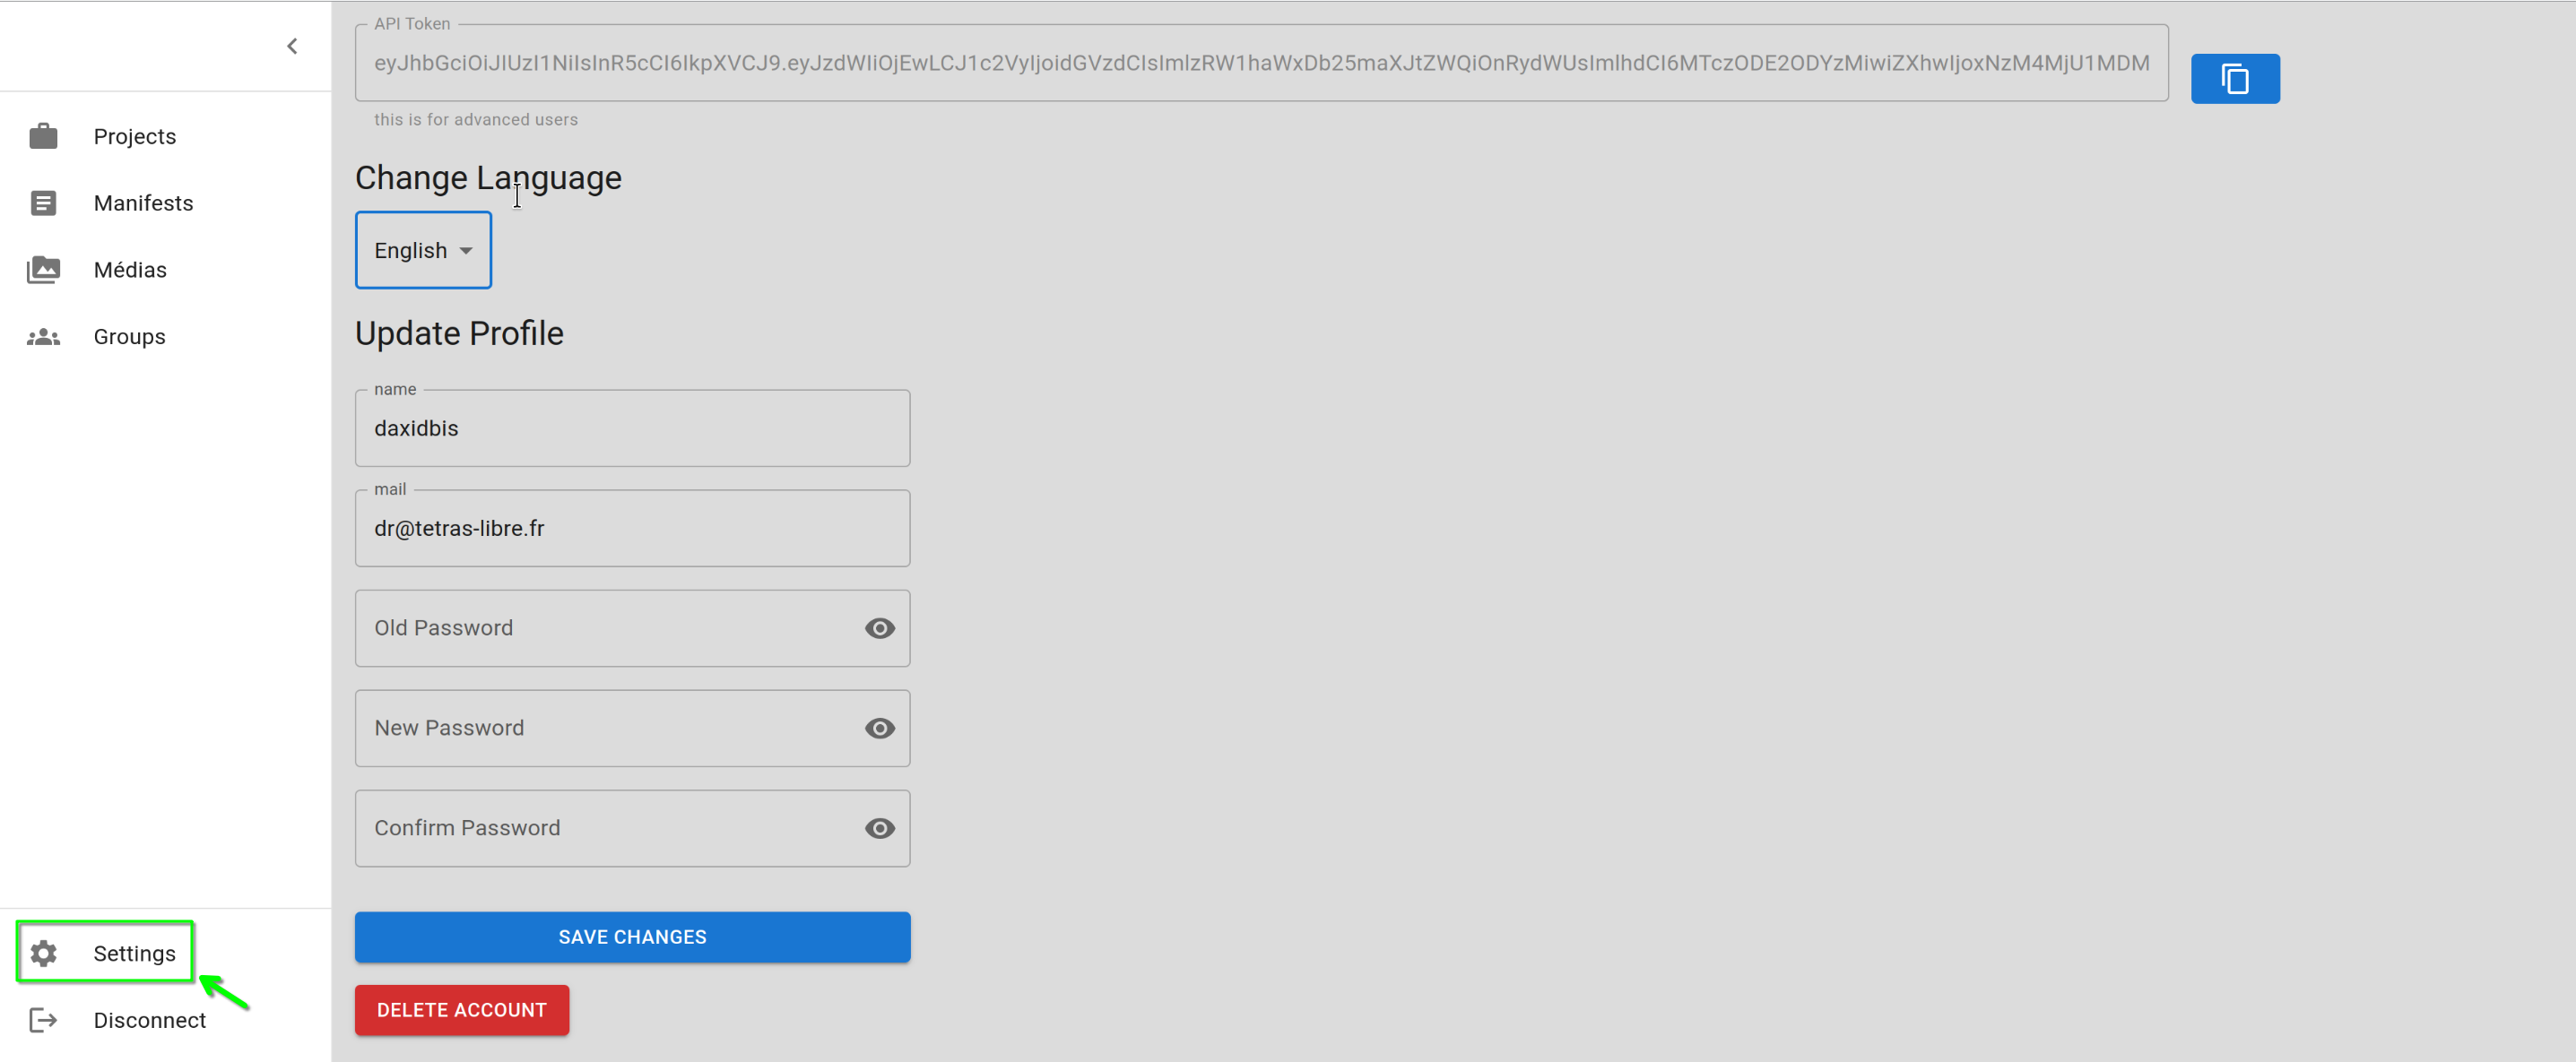 Projects
Manifests
Médias
Groups
Settings
Disconnect
API Token
eyJhbGciOiJIUzI1NiIsInR5cCI6IkpXVCJ9.eyJzdWIiOjEwLCJ1c2VyIjoidGVzdCIsImlzRW1haWxDb25maXJtZWQiOnRydWUsImlhdCI6MTczODE2ODYzMiwiZXhwIjoxNzM4MjU1MDM
this is for advanced users
Change Language
English
Update Profile
name
daxidbis
mail
dr@tetras-libre.fr
Old Password
New Password
Confirm Password
SAVE CHANGES
DELETE ACCOUNT